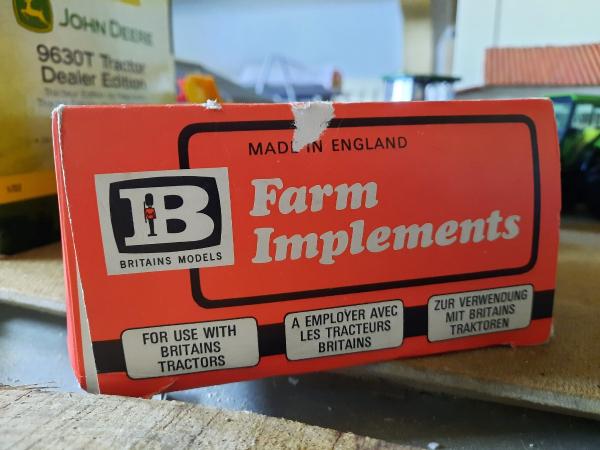 JOHN DEERE
9630T Tractor
Dealer Edition
MADE IN ENGLAND
B
BRITAINS MODELS
Farm
Implements
FOR USE WITH
BRITAINS
TRACTORS
A EMPLOYER AVEC
LES TRACTEURS
BRITAINS
ZUR VERWENDUNG
MIT BRITAINS
TRAKTOREN